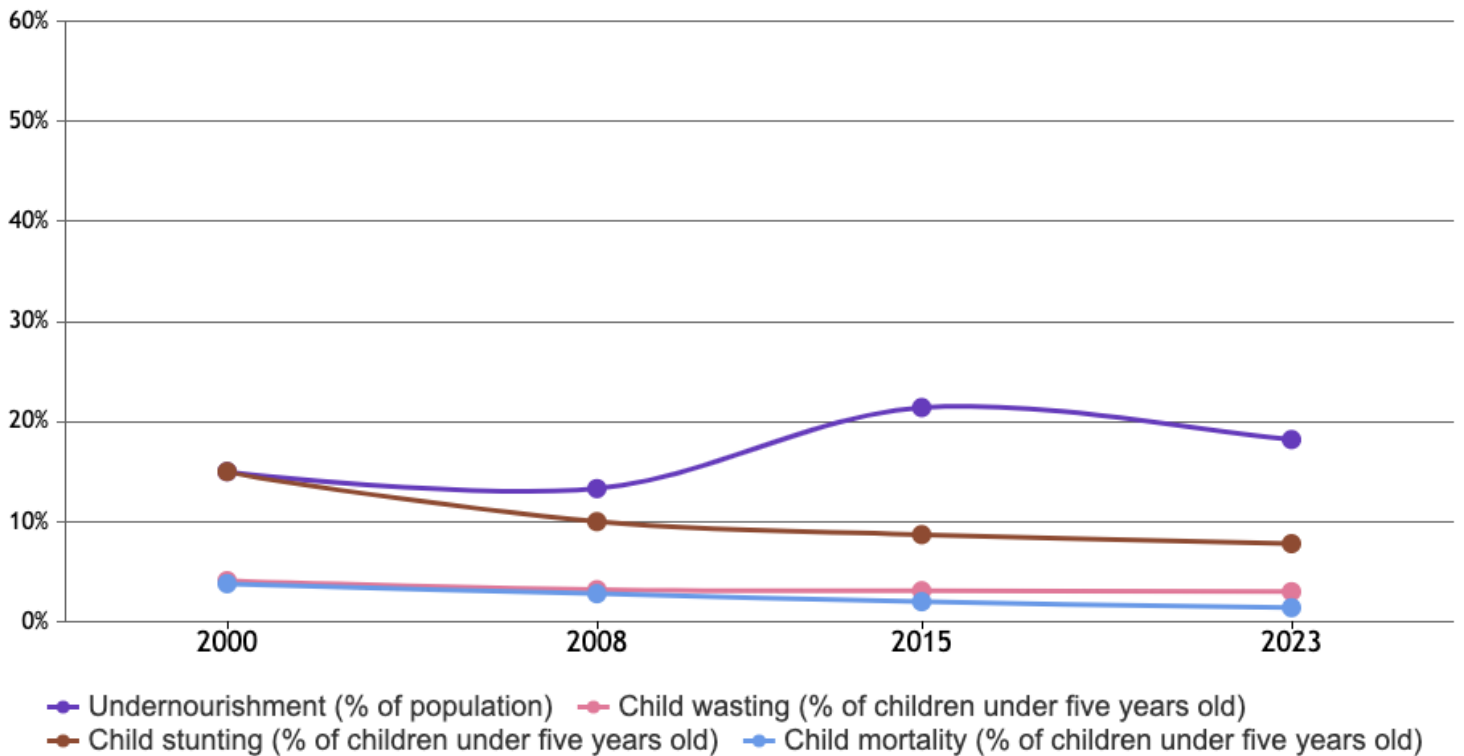 60%
50%
40%
30%
20%
10%
0%
2000 2008 2015 2023
Undernourishment (% of population) Child wasting (% of children under five years old)
Child stunting (% of children under five years old) Child mortality (% of children under five years old)